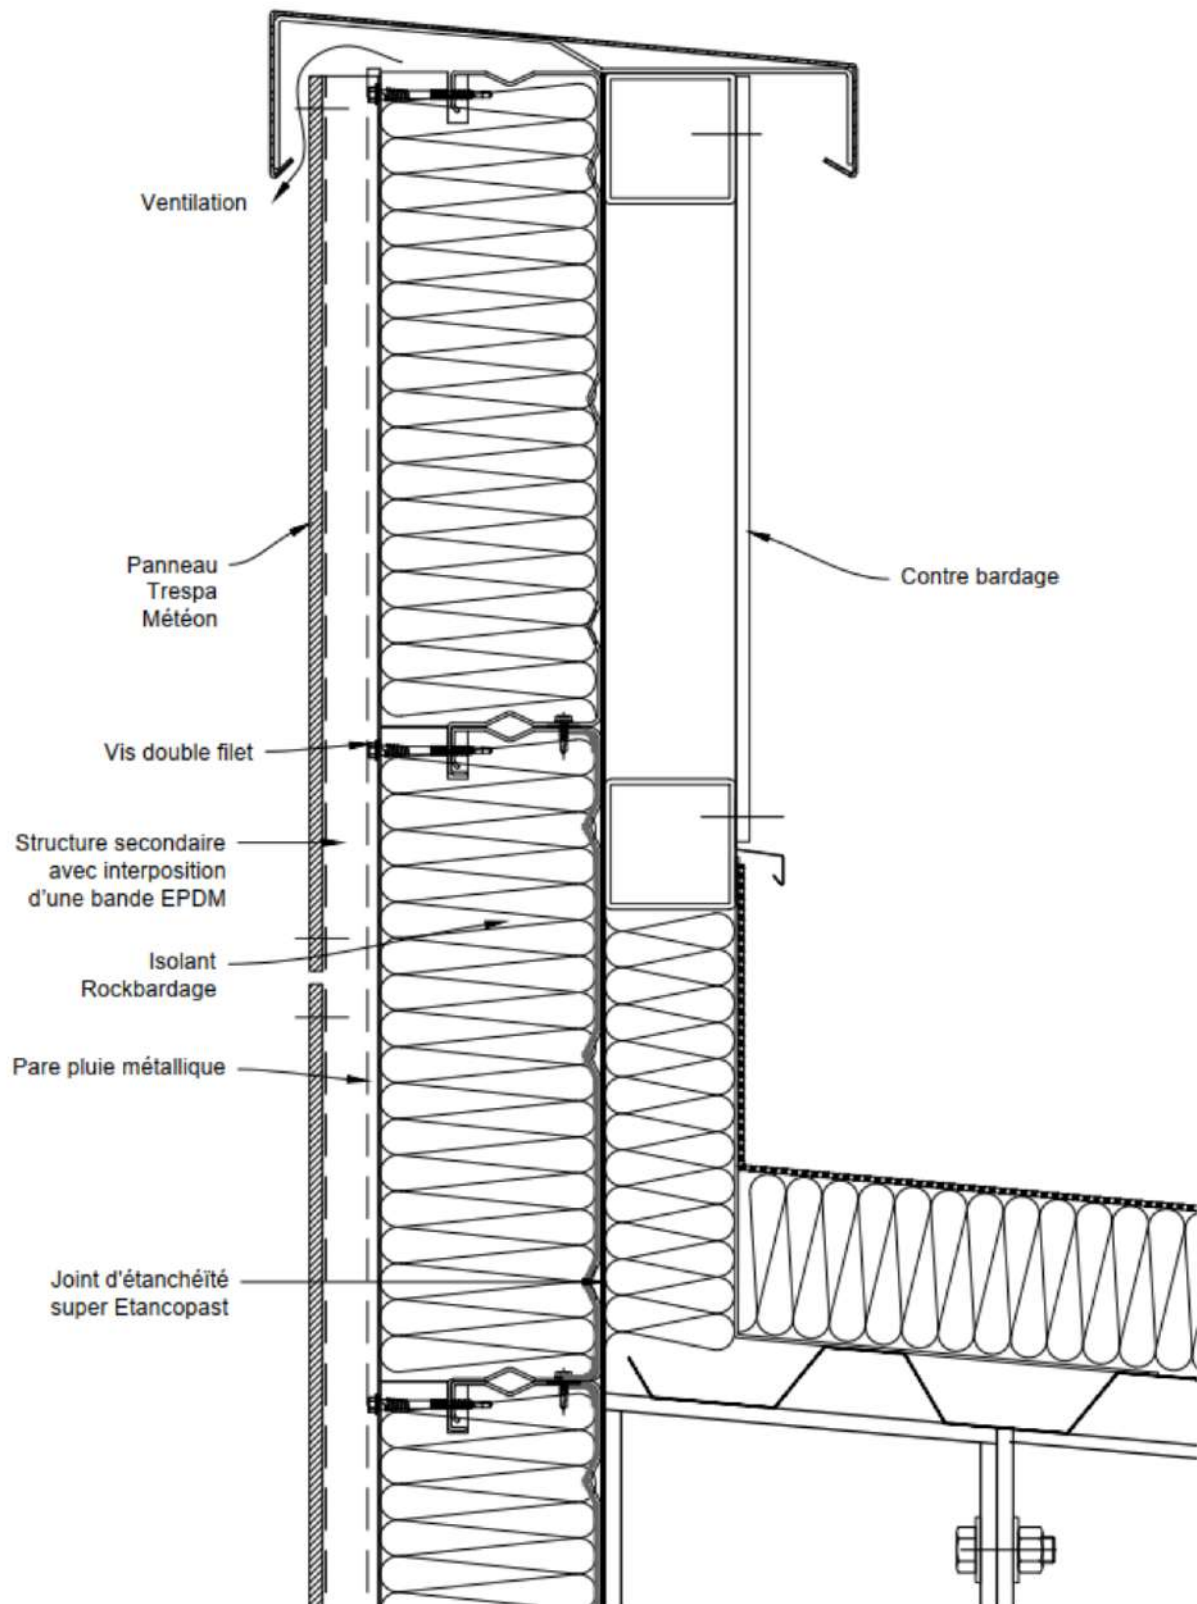 Ventilation
Panneau
Trespa
Météon
Contre bardage
Vis double filet
Structure secondaire
avec interposition
d'une bande EPDM
Isolant
Rockbardage
Pare pluie métallique
Joint d'étanchéïté
super Etancopast